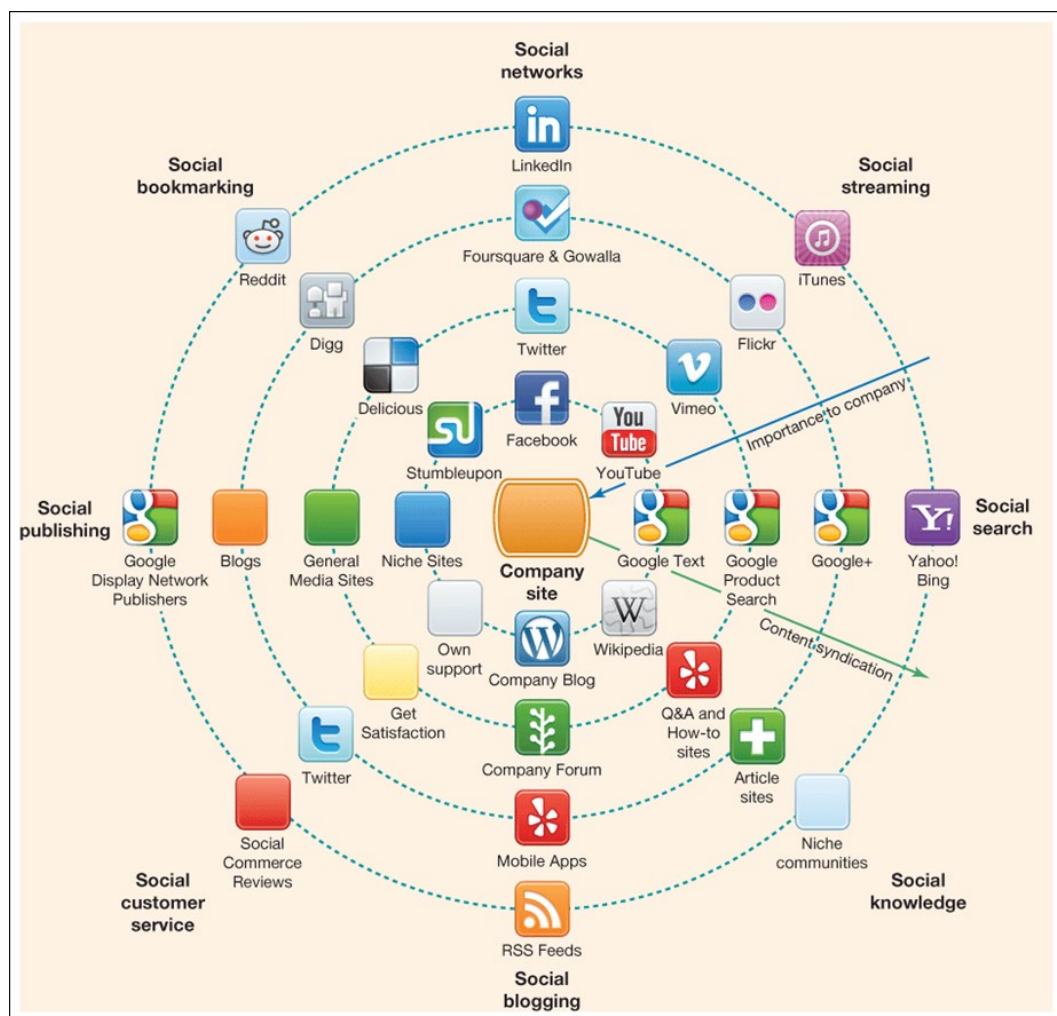 Social
networks
in
LinkedIn
Social
bookmarking
Social
streaming
Reddit
iTunes
Foursquare & Gowalla
Digg
Flickr
Twitter
Delicious
Vimeo
f
Facebook
Stumbleupon
You
Tube
YouTube
Importance to company
Social
publishing
Google
Display Network
Publishers
Blogs
General
Media Sites
Niche Sites
Company
site
Google Text
Google
Product
Search
Google+
Y!
Yahoo!
Bing
Social
search
Content syndication
Own
support
W
Company Blog
W
Wikipedia
Get
Satisfaction
Company Forum
Q&A and
How-to
sites
Twitter
Article
sites
Mobile Apps
Social
Commerce
Reviews
Niche
communities
Social
customer
service
Social
knowledge
RSS Feeds
Social
blogging